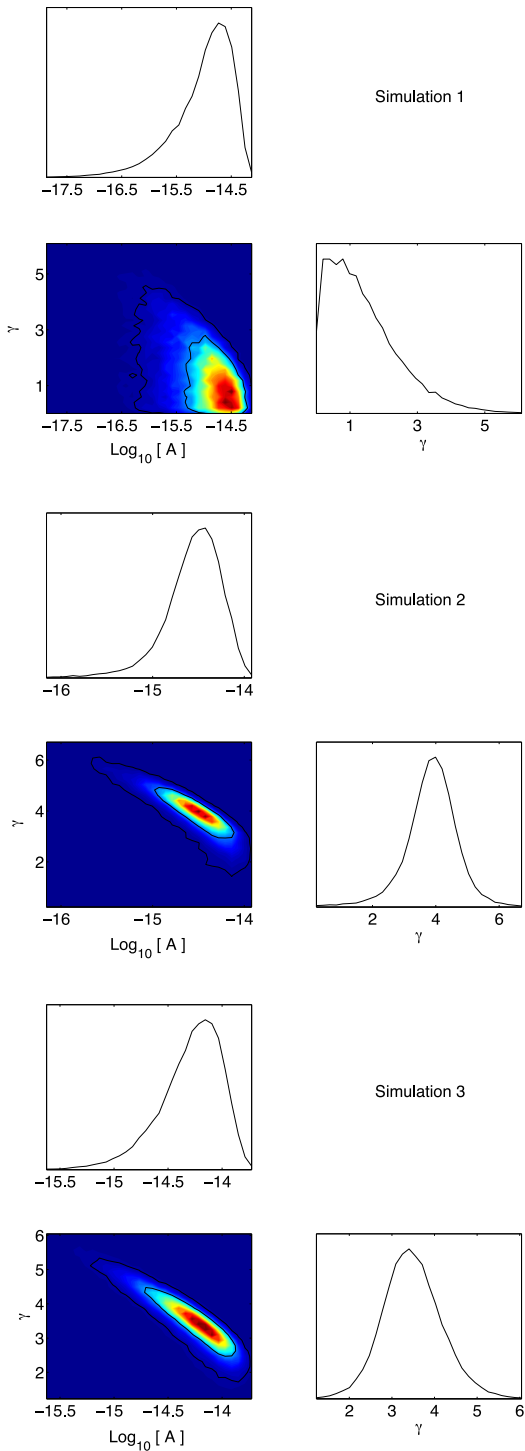 −17.5 −16.5 −15.5 −14.5
Simulation 1
5
3
1
γ
−17.5 −16.5 −15.5 −14.5
Log10 [ A ]
1 3 5
γ
−16 −15 −14
Simulation 2
6
4
2
γ
−16 −15 −14
Log10 [ A ]
2 4 6
γ
−15.5 −15 −14.5 −14
Simulation 3
6
5
4
3
2
γ
−15.5 −15 −14.5 −14
Log10 [ A ]
2 3 4 5 6
γ